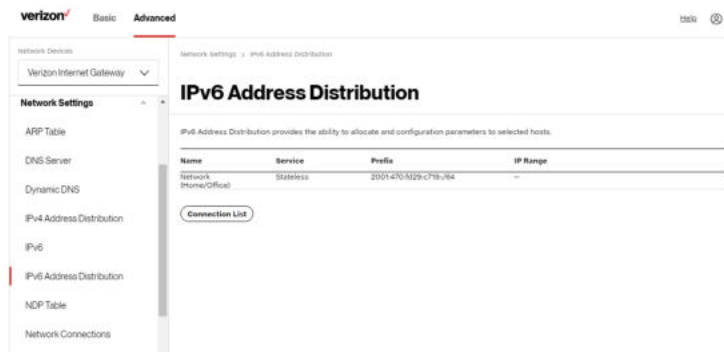 verizon
Basic
Advanced
Help
Network Devices
Verizon Internet Gateway
Network Settings
ARP Table
DNS Server
Dynamic DNS
IPv4 Address Distribution
IPv6
IPv6 Address Distribution
NDP Table
Network Connections
Network Settings > IPv6 Address Distribution
IPv6 Address Distribution
IPv6 Address Distribution provides the ability to allocate and configuration parameters to selected hosts.
Name Service Prefix IP Range
Network (Home/Office) Stateless 2001:470:fd29:c719::/64 --
Connection List